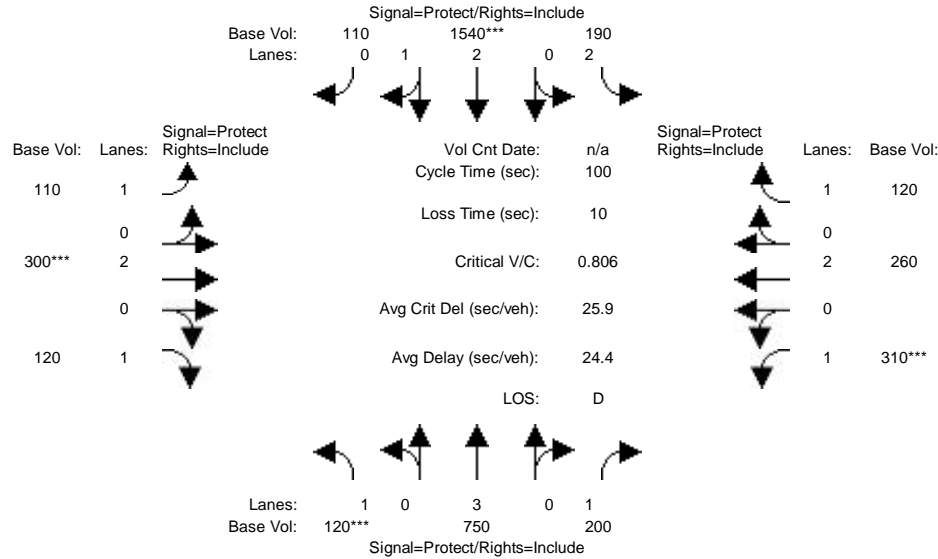 Signal=Protect/Rights=Include
Base Vol: 110 1540*** 190
Lanes: 0 1 2 0 2
Signal=Protect
Base Vol: Lanes: Rights=Include
Vol Cnt Date: n/a
Signal=Protect
Rights=Include Lanes: Base Vol:
Cycle Time (sec): 100
110 1
1 120
Loss Time (sec): 10
0
0
300*** 2
Critical V/C: 0.806
2 260
0
Avg Crit Del (sec/veh): 25.9
0
120 1
Avg Delay (sec/veh): 24.4
1 310***
LOS: D
Lanes: 1 0 3 0 1
Base Vol: 120*** 750 200
Signal=Protect/Rights=Include